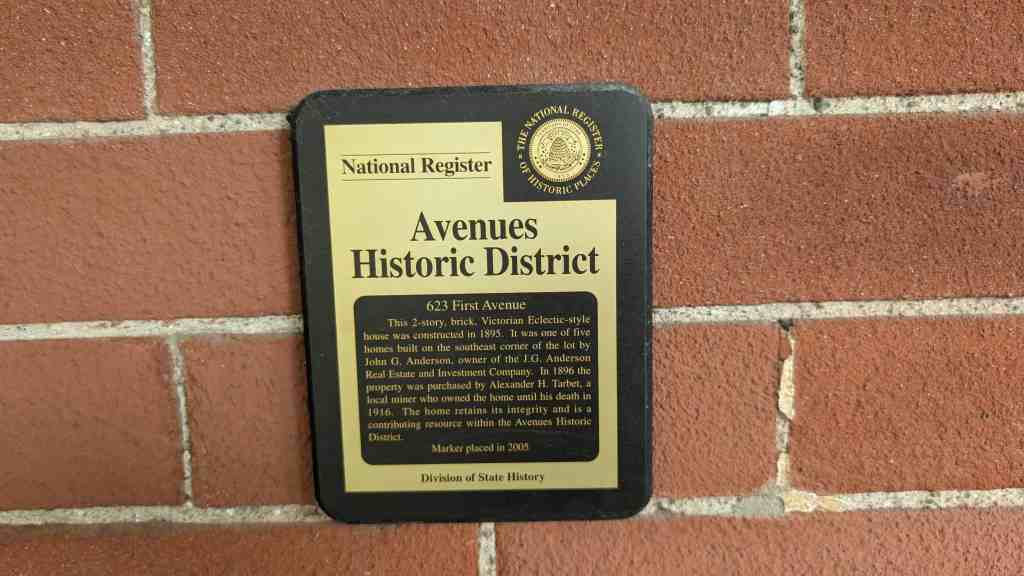 THE NATIONAL REGISTER
OF HISTORIC PLACES
National Register
Avenues
Historic District
623 First Avenue
This 2-story, brick, Victorian Eclectic-style
house was constructed in 1895. It was one of five
homes built on the southeast corner of the lot by
John G. Anderson, owner of the J.G. Anderson
Real Estate and Investment Company. In 1896 the
property was purchased by Alexander H. Tarbet, a
local miner who owned the home until his death in
1916. The home retains its integrity and is a
contributing resource within the Avenues Historic
District.
Marker placed in 2005
Division of State History